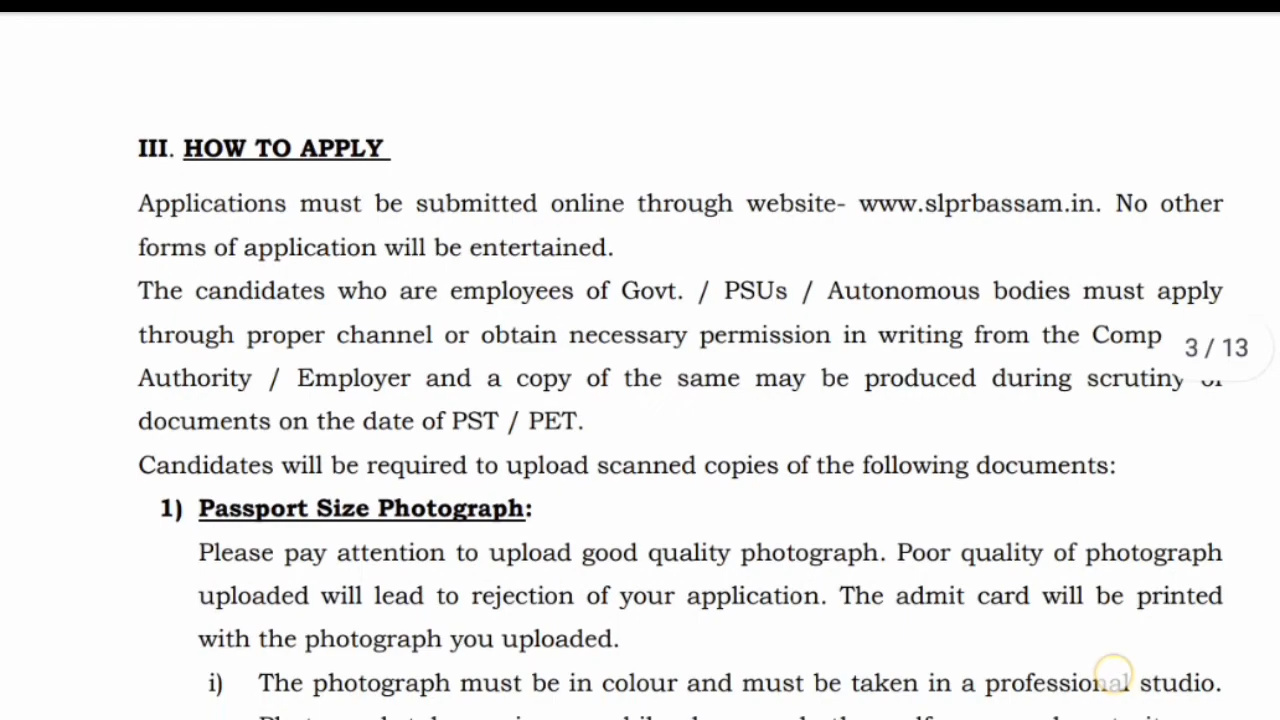 III. HOW TO APPLY
Applications must be submitted online through website- www.slprbassam.in. No other
forms of application will be entertained.
The candidates who are employees of Govt. / PSUs / Autonomous bodies must apply
through proper channel or obtain necessary permission in writing from the Comp
3 / 13
Authority / Employer and a copy of the same may be produced during scrutiny
documents on the date of PST / PET.
Candidates will be required to upload scanned copies of the following documents:
1) Passport Size Photograph:
Please pay attention to upload good quality photograph. Poor quality of photograph
uploaded will lead to rejection of your application. The admit card will be printed
with the photograph you uploaded.
i) The photograph must be in colour and must be taken in a professional studio.